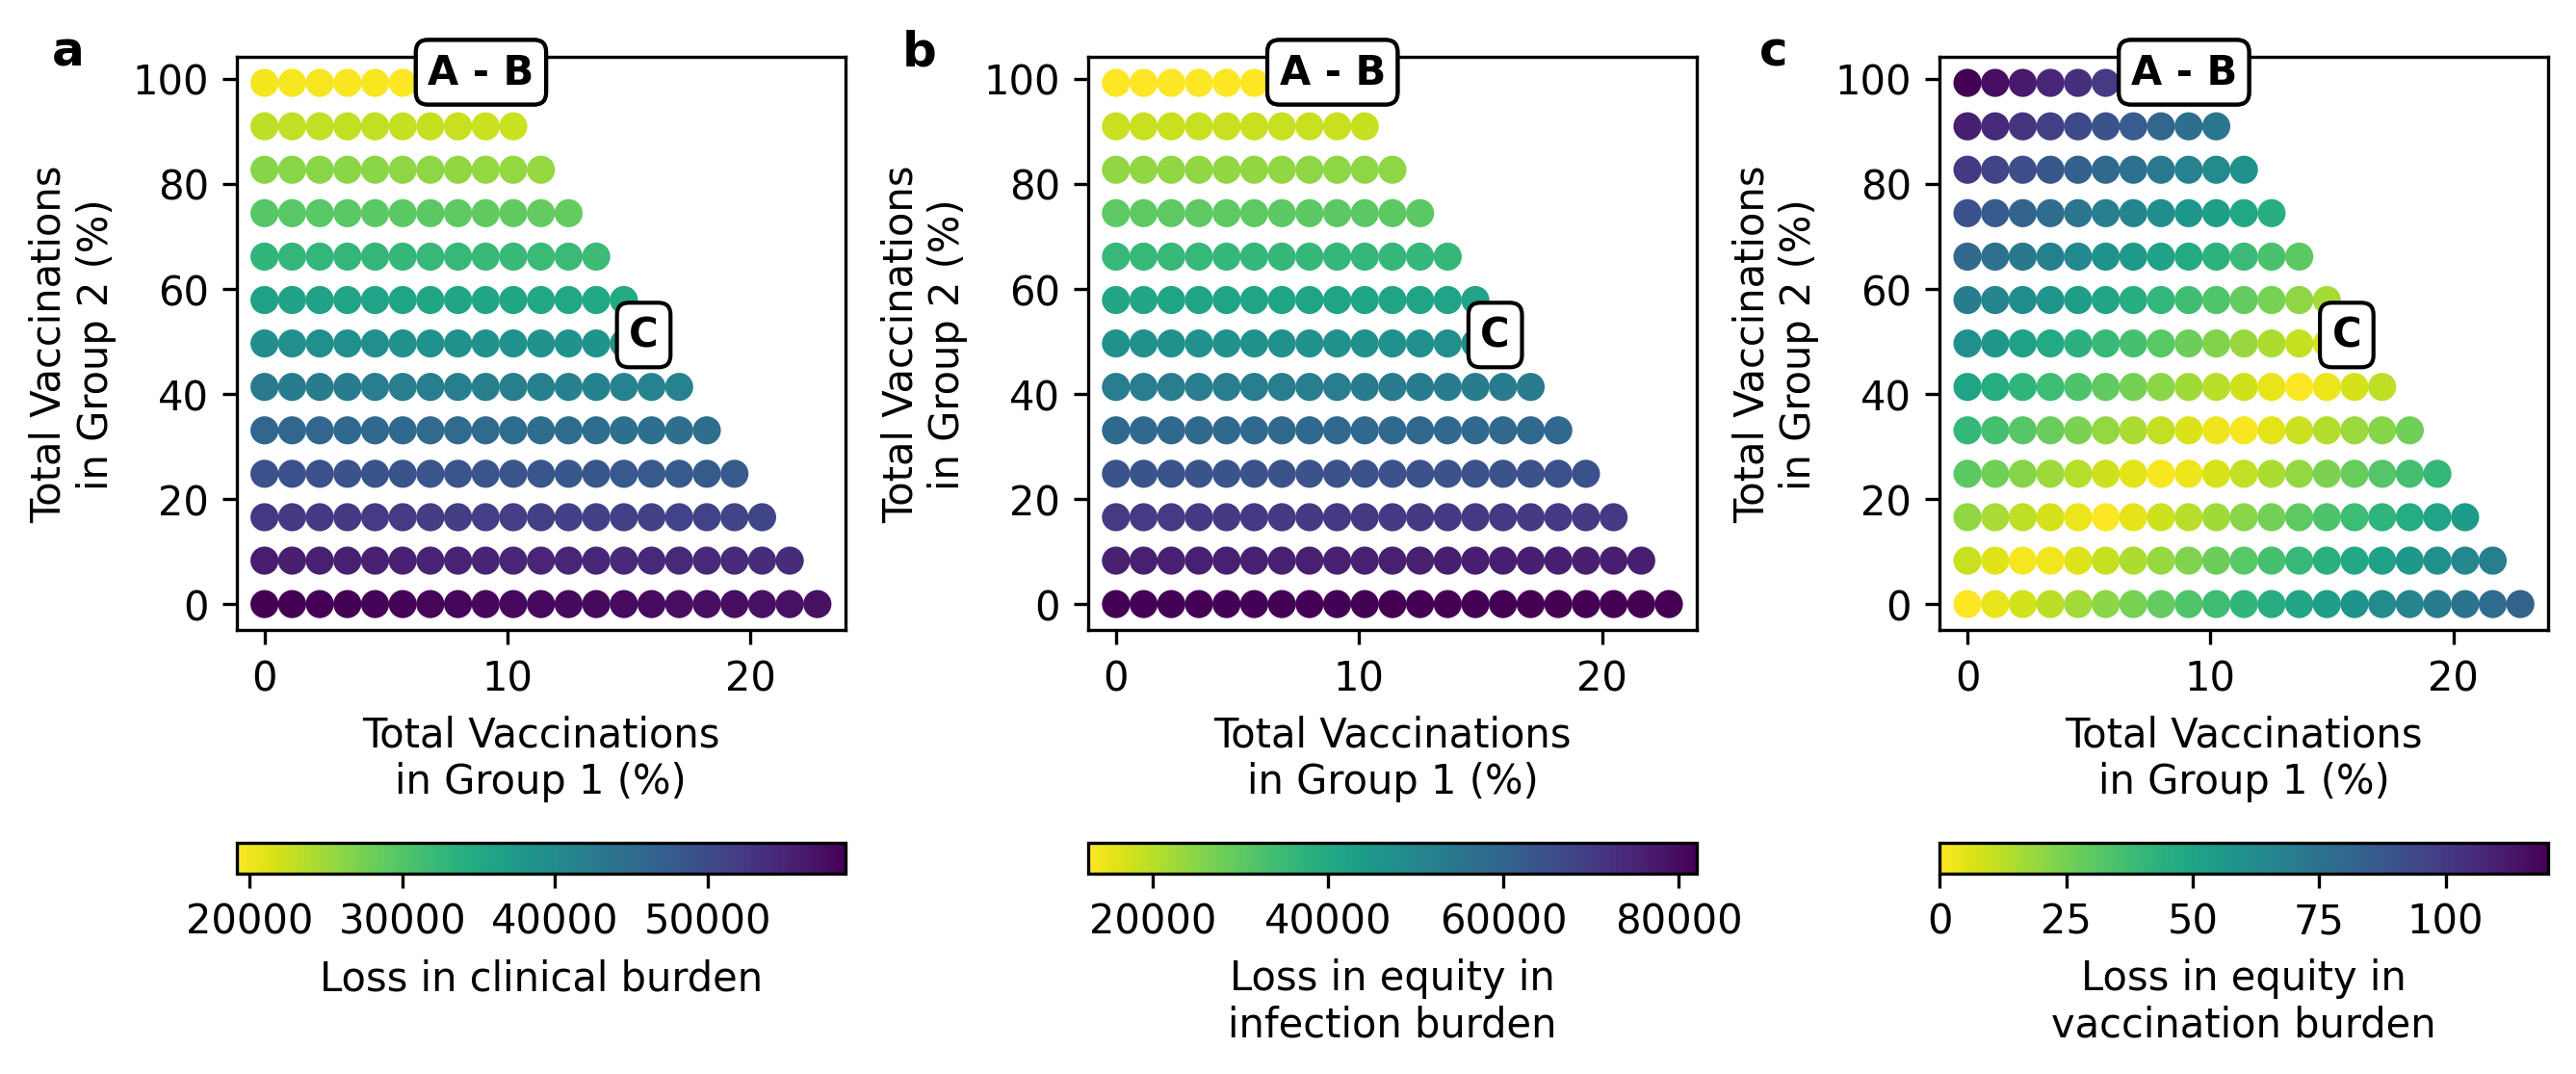 a
100
80
60
40
20
0
Total Vaccinations
in Group 2 (%)
A - B
C
0 10 20
Total Vaccinations
in Group 1 (%)
20000 30000 40000 50000
Loss in clinical burden
b
100
80
60
40
20
0
Total Vaccinations
in Group 2 (%)
A - B
C
0 10 20
Total Vaccinations
in Group 1 (%)
20000 40000 60000 80000
Loss in equity in
infection burden
c
100
80
60
40
20
0
Total Vaccinations
in Group 2 (%)
A - B
C
0 10 20
Total Vaccinations
in Group 1 (%)
0 25 50 75 100
Loss in equity in
vaccination burden